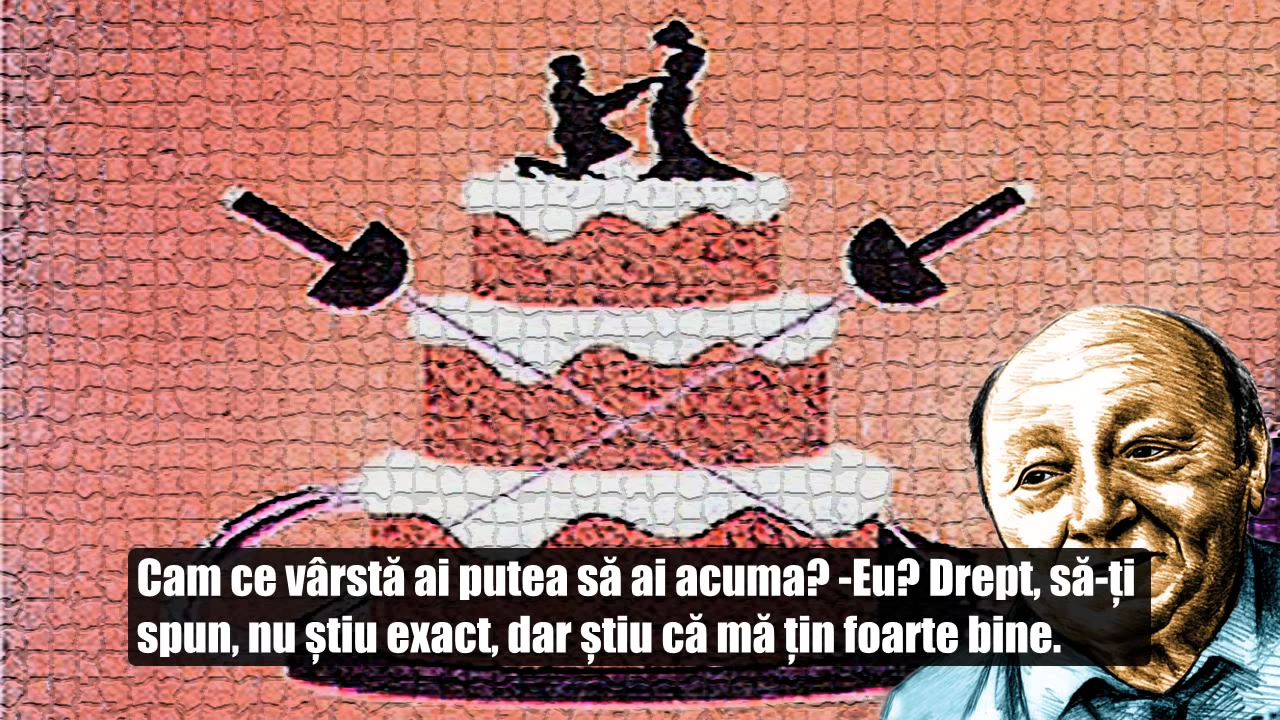 Cam ce vârstă ai putea să ai acuma? -Eu? Drept, să-ți
spun, nu știu exact, dar știu că mă țin foarte bine.